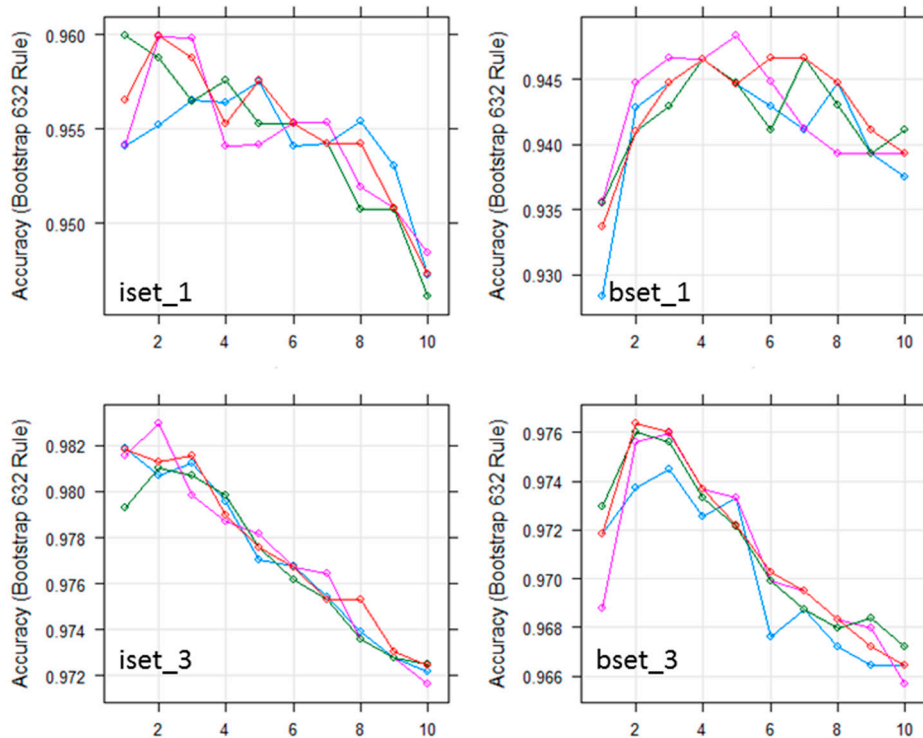 Accuracy (Bootstrap 632 Rule)
0.960
0.955
0.950
iset_1
2 4 6 8 10
Accuracy (Bootstrap 632 Rule)
0.945
0.940
0.935
0.930
bset_1
2 4 6 8 10
Accuracy (Bootstrap 632 Rule)
0.982
0.980
0.978
0.976
0.974
0.972
iset_3
2 4 6 8 10
Accuracy (Bootstrap 632 Rule)
0.976
0.974
0.972
0.970
0.968
0.966
bset_3
2 4 6 8 10